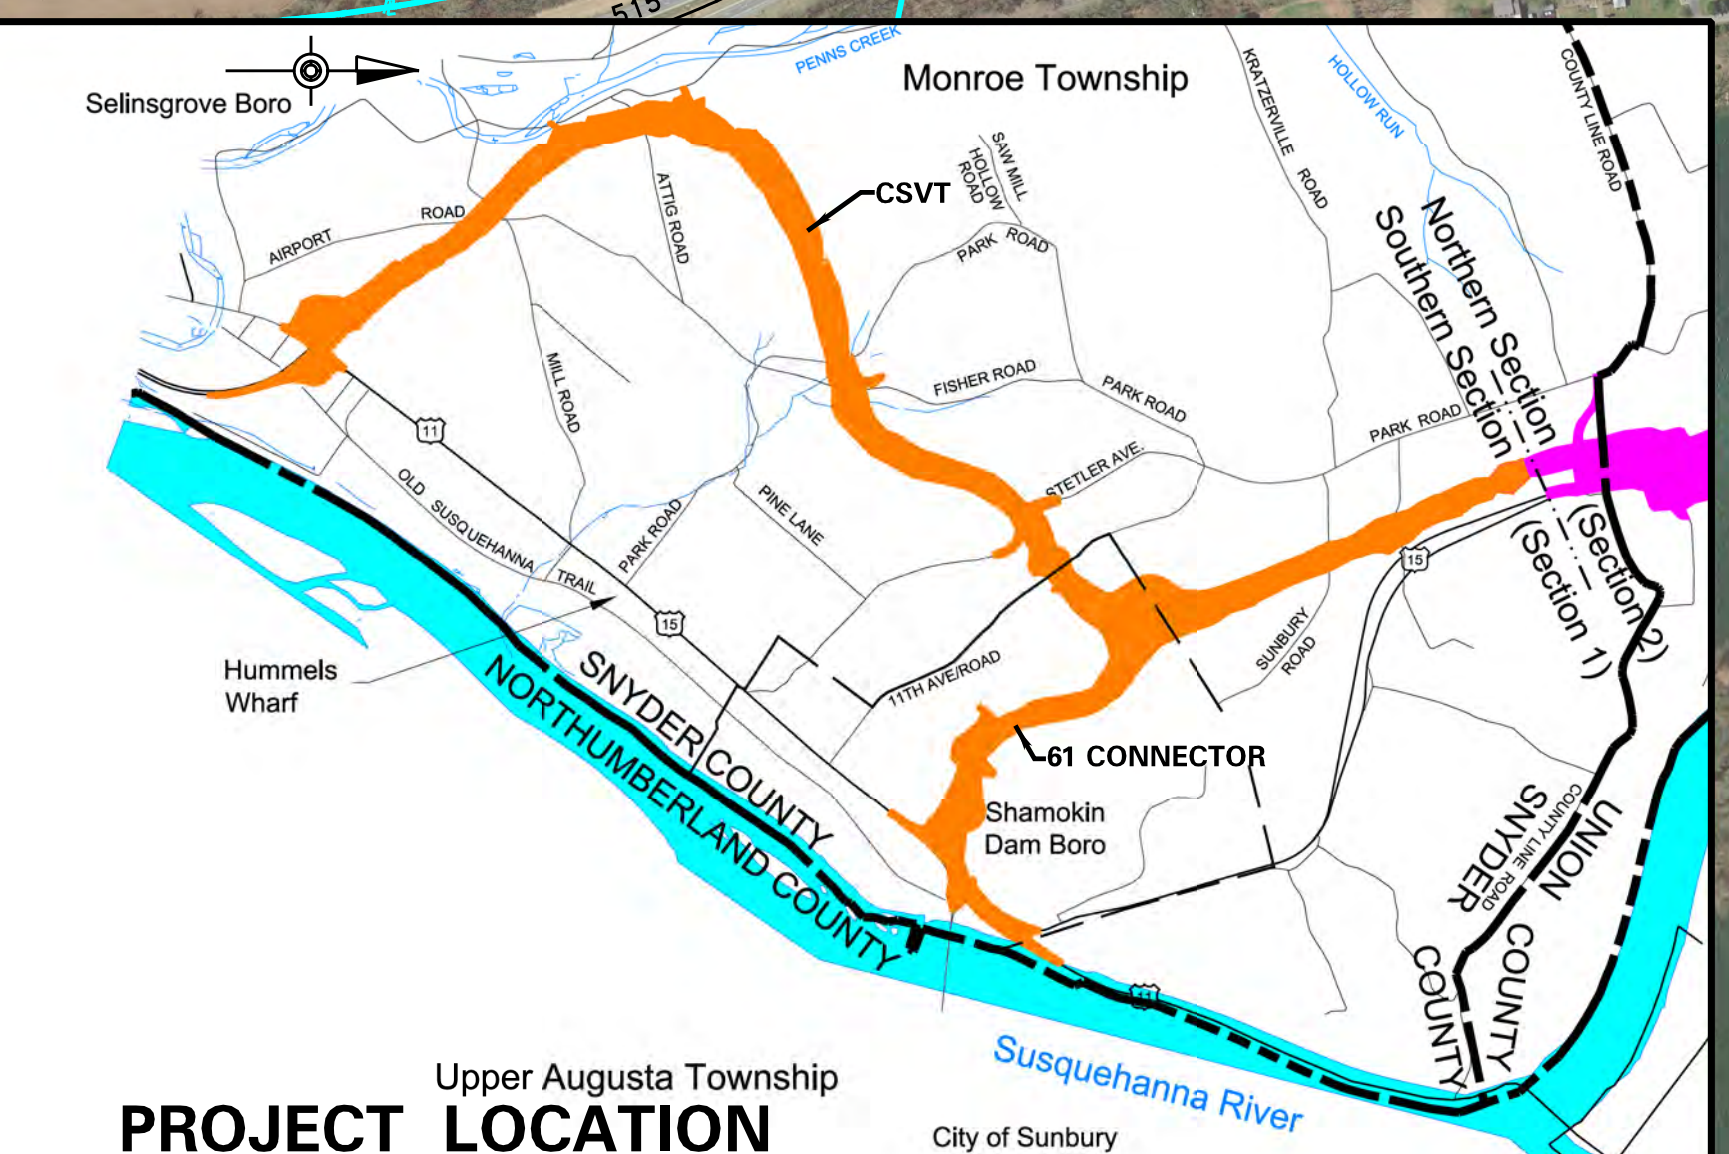 515
PENNS CREEK
Monroe Township
Selinsgrove Boro
KRATZERVILLE ROAD
HOLLOW RUN
COUNTY LINE ROAD
SAW MILL
HOLLOW
ROAD
ATTIG ROAD
CSVT
AIRPORT ROAD
PARK ROAD
Northern Section
Southern Section
MILL ROAD
FISHER ROAD
PARK ROAD
PARK ROAD
11
STETLER AVE.
OLD SUSQUEHANNA TRAIL
PARK ROAD
PINE LANE
15
(Section 2)
(Section 1)
15
SUNBURY
ROAD
Hummels
Wharf
SNYDER COUNTY
NORTHUMBERLAND COUNTY
11TH AVE/ROAD
61 CONNECTOR
Shamokin
Dam Boro
UNION COUNTY
COUNTY LINE ROAD
SNYDER COUNTY
11
Susquehanna River
Upper Augusta Township
PROJECT LOCATION
City of Sunbury